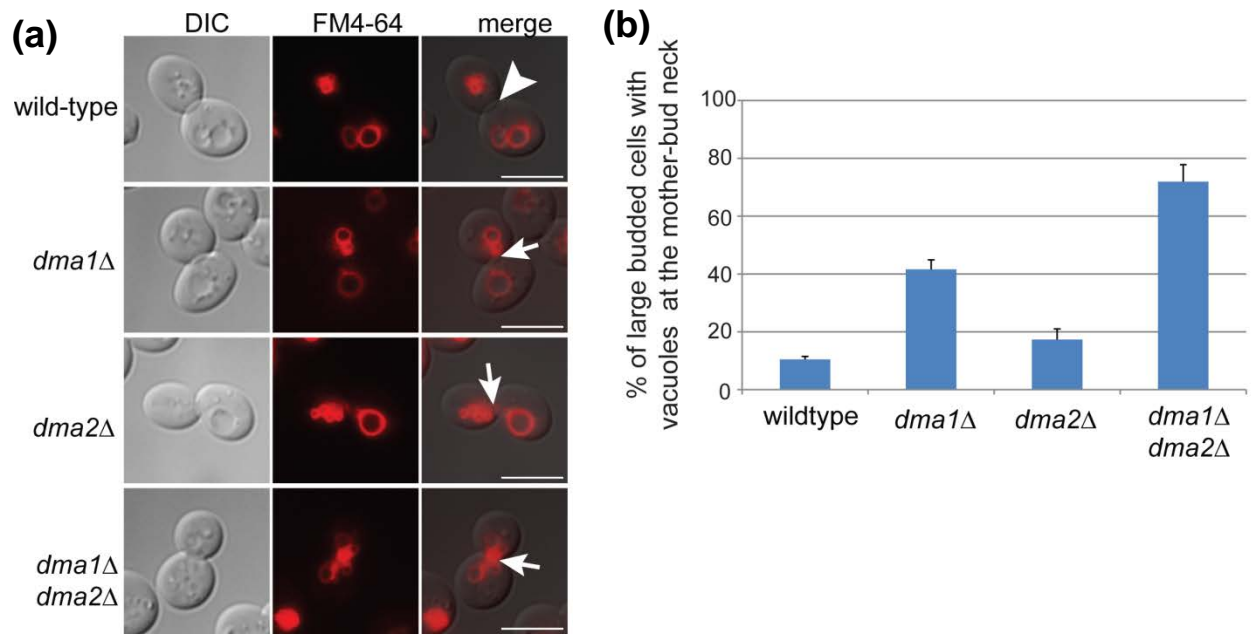 (a)
DIC FM4-64 merge
wild-type
dma1Δ
dma2Δ
dma1Δ
dma2Δ
(b)
% of large budded cells with
vacuoles at the mother-bud neck
100
80
60
40
20
0
wildtype dma1Δ dma2Δ dma1Δ
dma2Δ